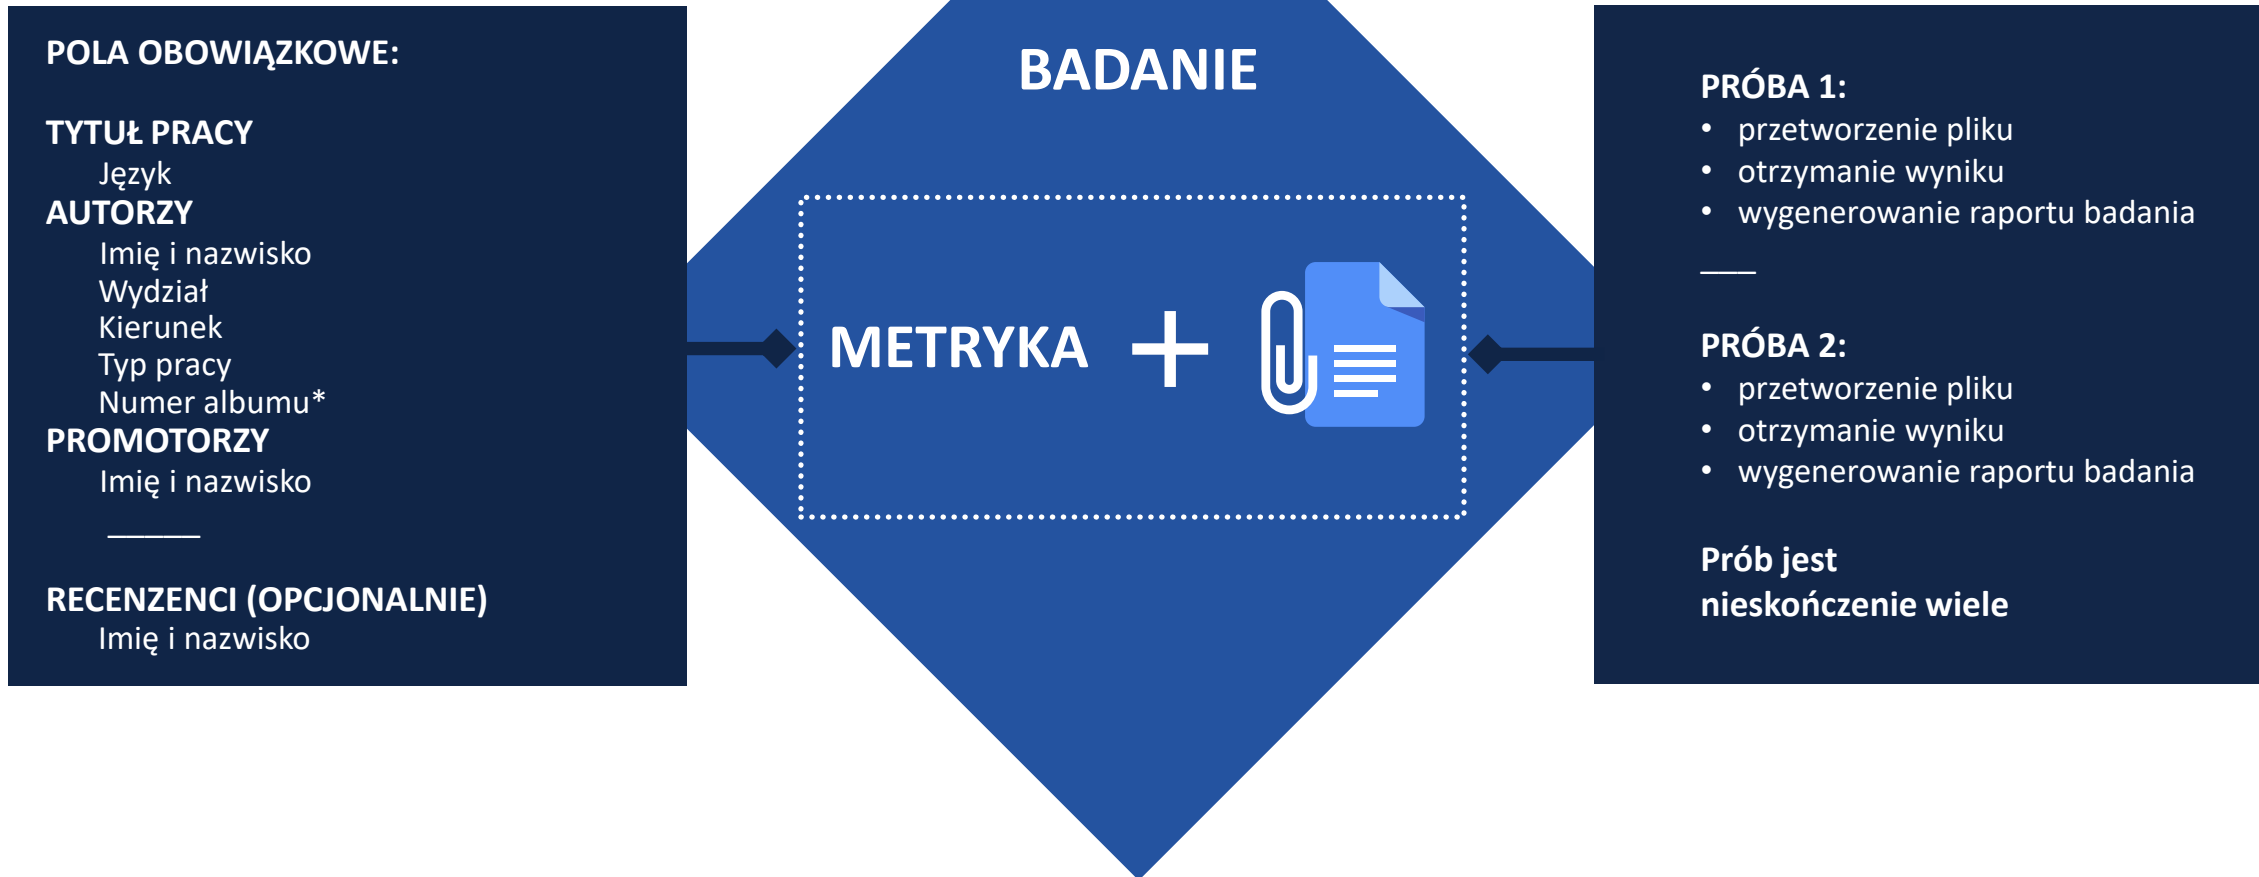 POLA OBOWIĄZKOWE:
TYTUŁ PRACY
Język
AUTORZY
Imię i nazwisko
Wydział
Kierunek
Typ pracy
Numer albumu*
PROMOTORZY
Imię i nazwisko
_____
RECENZENCI (OPCJONALNIE)
Imię i nazwisko
BADANIE
METRYKA +
PRÓBA 1:
• przetworzenie pliku
• otrzymanie wyniku
• wygenerowanie raportu badania
___
PRÓBA 2:
• przetworzenie pliku
• otrzymanie wyniku
• wygenerowanie raportu badania
Prób jest
nieskończenie wiele